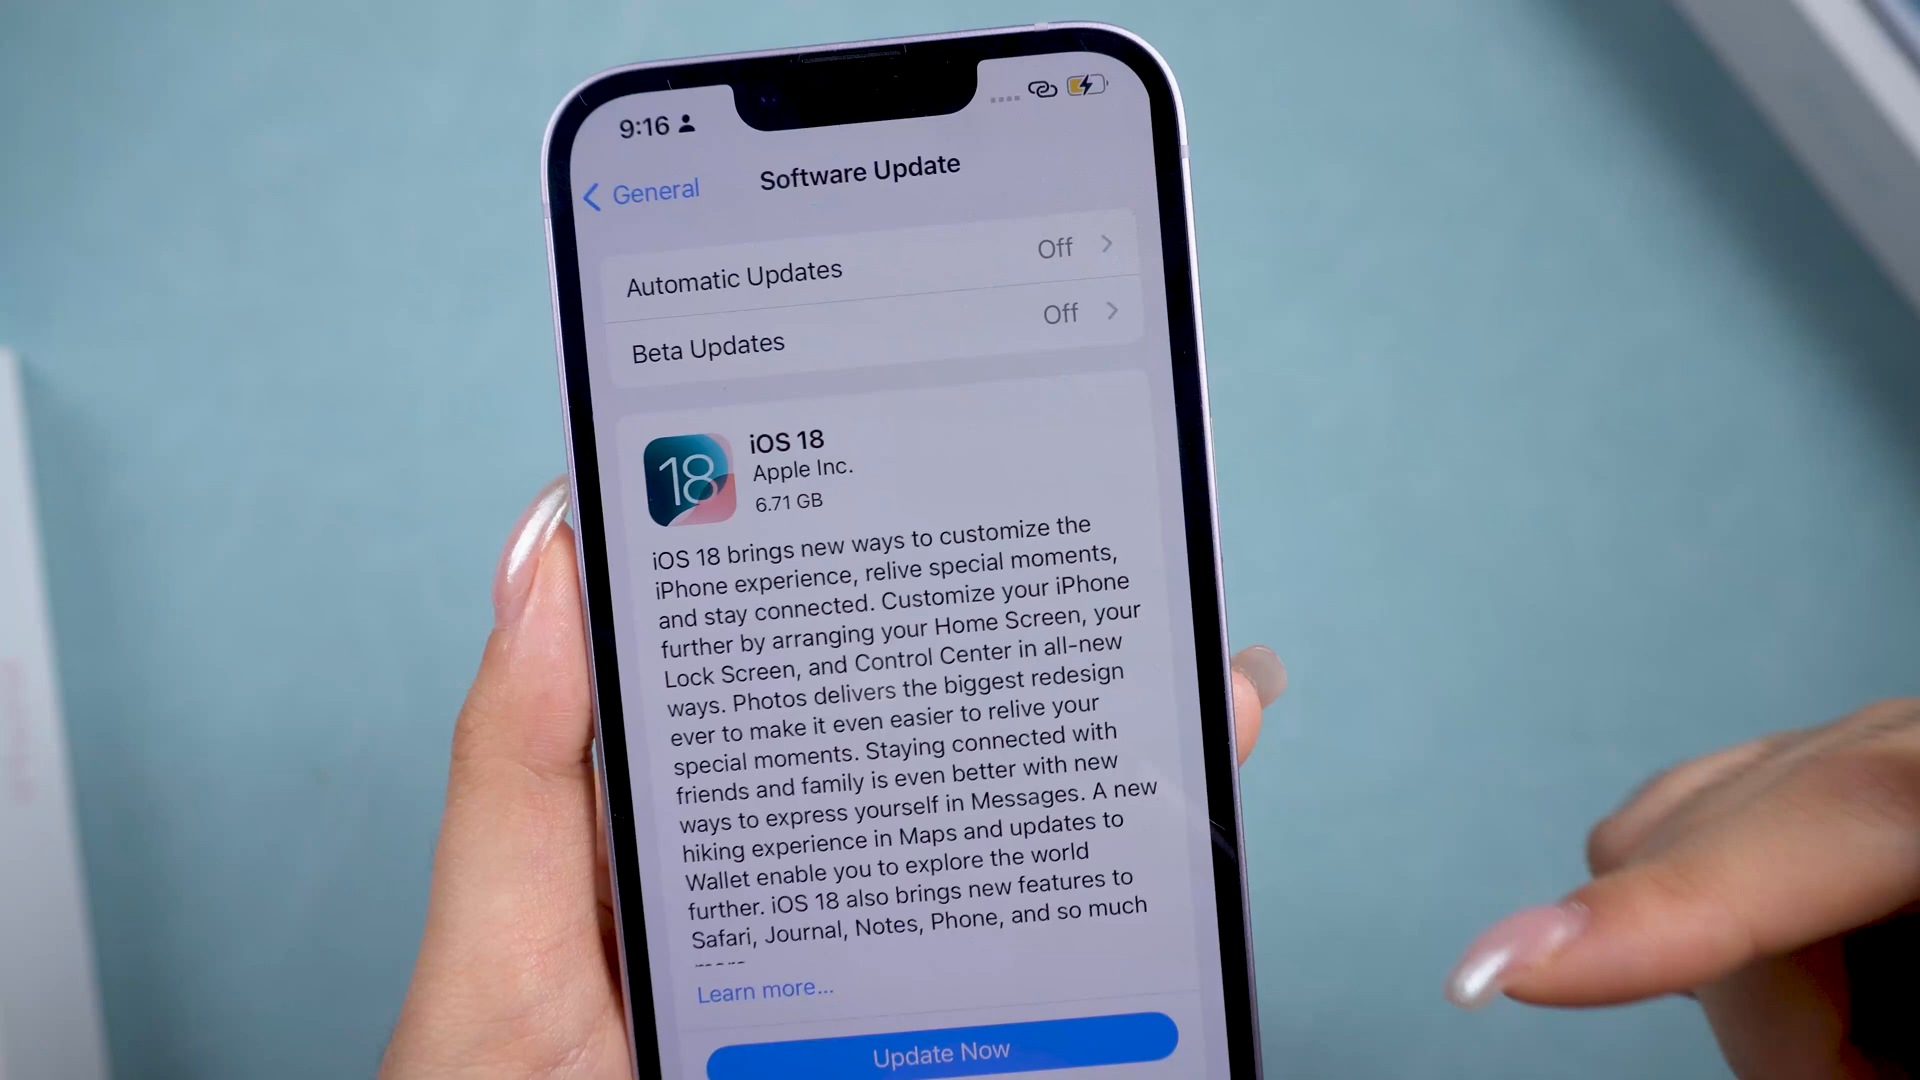 9:16
General
Software Update
Automatic Updates
Off
Beta Updates
Off
18
iOS 18
Apple Inc.
6.71 GB
iOS 18 brings new ways to customize the
iPhone experience, relive special moments,
and stay connected. Customize your iPhone
further by arranging your Home Screen, your
Lock Screen, and Control Center in all-new
ways. Photos delivers the biggest redesign
ever to make it even easier to relive your
special moments. Staying connected with
friends and family is even better with new
ways to express yourself in Messages. A new
hiking experience in Maps and updates to
Wallet enable you to explore the world
further. iOS 18 also brings new features to
Safari, Journal, Notes, Phone, and so much
Learn more...
Update Now